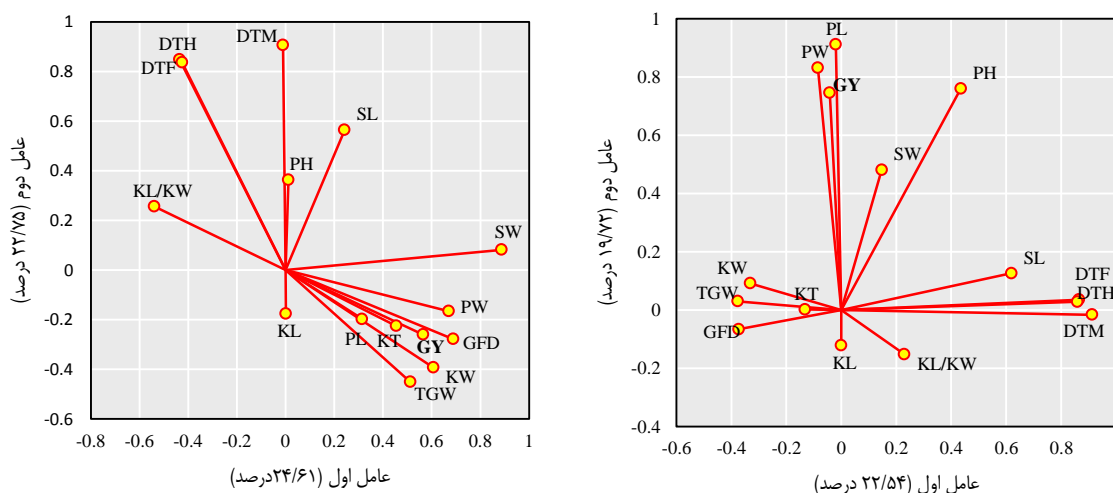 1
0.8
0.6
0.4
0.2
0
-0.2
-0.4
-0.6
-0.8
-0.6
-0.4
-0.2
0
0.2
0.4
0.6
0.8
1
عامل دوم (۲۲/۷۵ درصد)
عامل اول (۲۴/۶۱درصد)
DTH
DTF
DTM
SL
PH
KL/KW
SW
PW
KL
PL
KT
GY
GFD
KW
TGW
1
0.8
0.6
0.4
0.2
0
-0.2
-0.4
-0.6
-0.4
-0.2
0
0.2
0.4
0.6
0.8
1
عامل دوم (۱۹/۷۲ درصد)
عامل اول (۲۲/۵۴ درصد)
PL
PW
GY
PH
SW
SL
KW
DTF
TGW
KT
DTH
GFD
DTM
KL
KL/KW